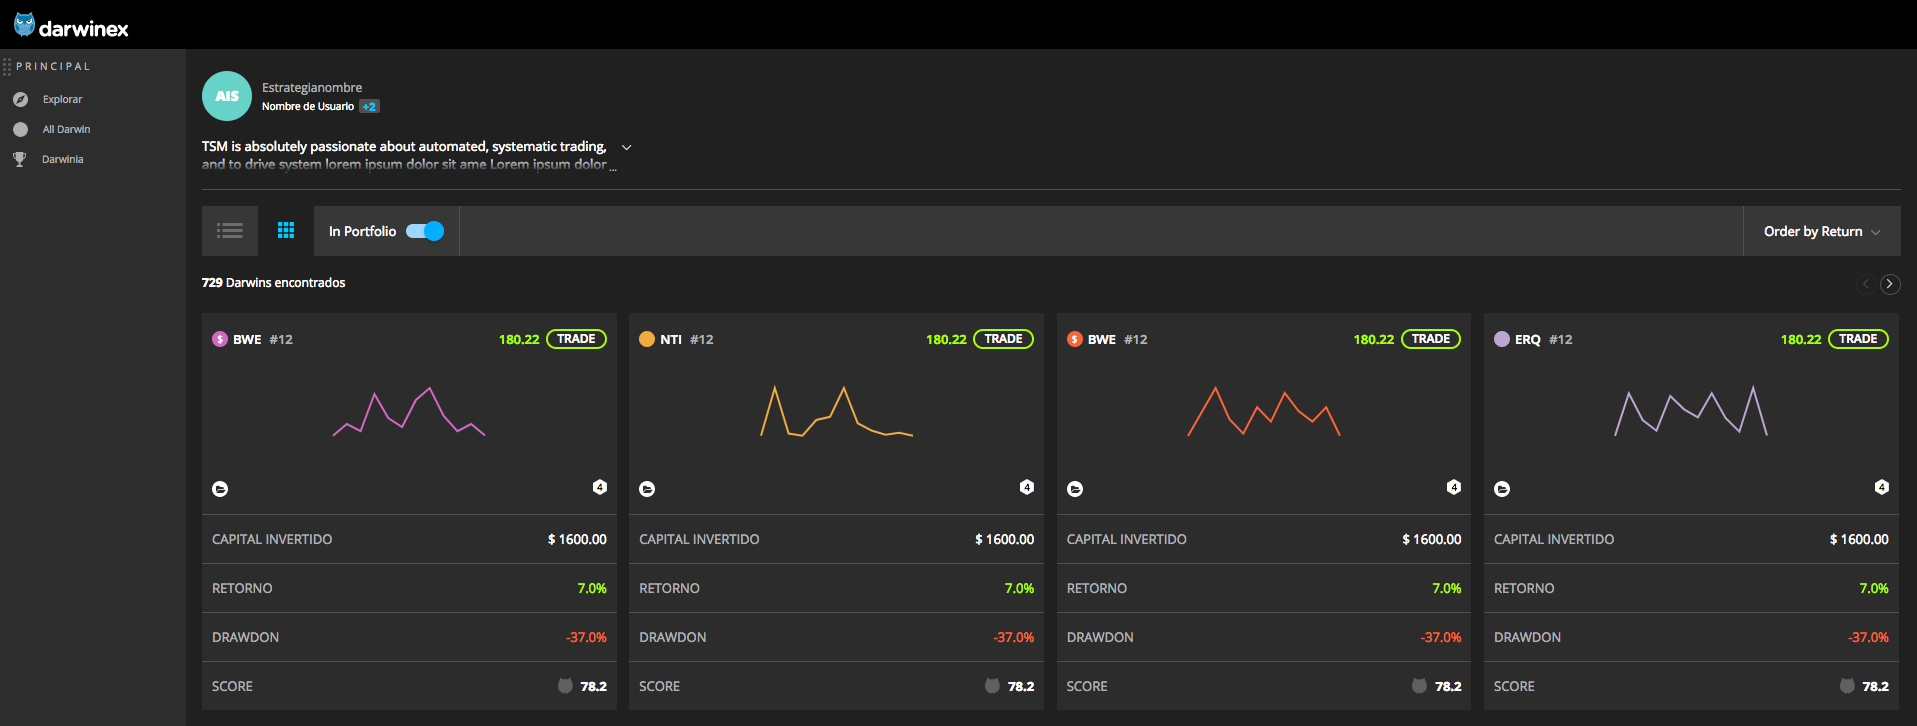 darwinex
PRINCIPAL
Explorar
All Darwin
Darwinia
AIS
Estrategianombre
Nombre de Usuario +2
TSM is absolutely passionate about automated, systematic trading,
and to drive system lorem ipsum dolor sit ame Lorem ipsum dolor ...
In Portfolio
Order by Return
729 Darwins encontrados
$ BWE #12 180.22 TRADE
4
CAPITAL INVERTIDO $ 1600.00
RETORNO 7.0%
DRAWDON -37.0%
SCORE 78.2
NTI #12 180.22 TRADE
4
CAPITAL INVERTIDO $ 1600.00
RETORNO 7.0%
DRAWDON -37.0%
SCORE 78.2
$ BWE #12 180.22 TRADE
4
CAPITAL INVERTIDO $ 1600.00
RETORNO 7.0%
DRAWDON -37.0%
SCORE 78.2
ERQ #12 180.22 TRADE
4
CAPITAL INVERTIDO $ 1600.00
RETORNO 7.0%
DRAWDON -37.0%
SCORE 78.2